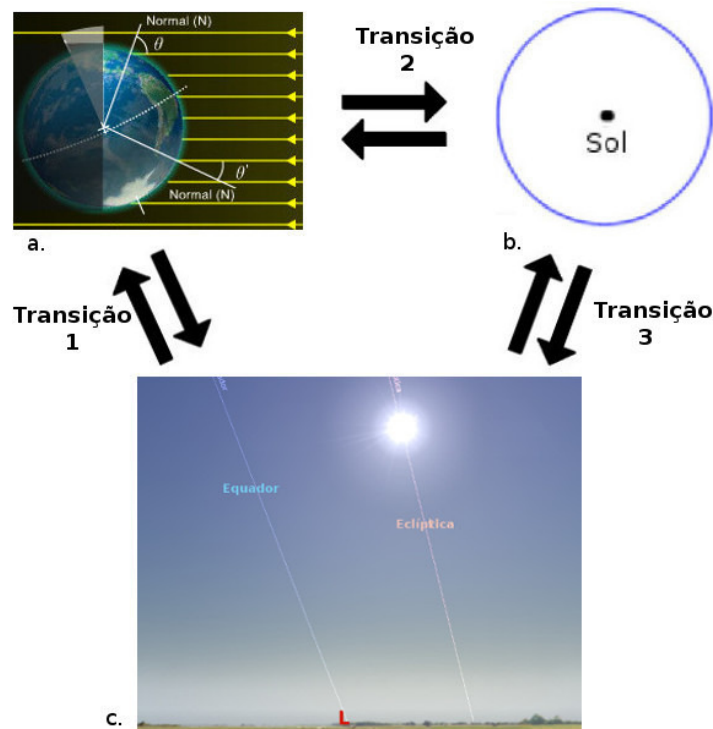 Normal (N)
θ
θ'
Normal (N)
a.
Transição
2
Sol
b.
Transição
1
Transição
3
Equador
Eclíptica
L
c.